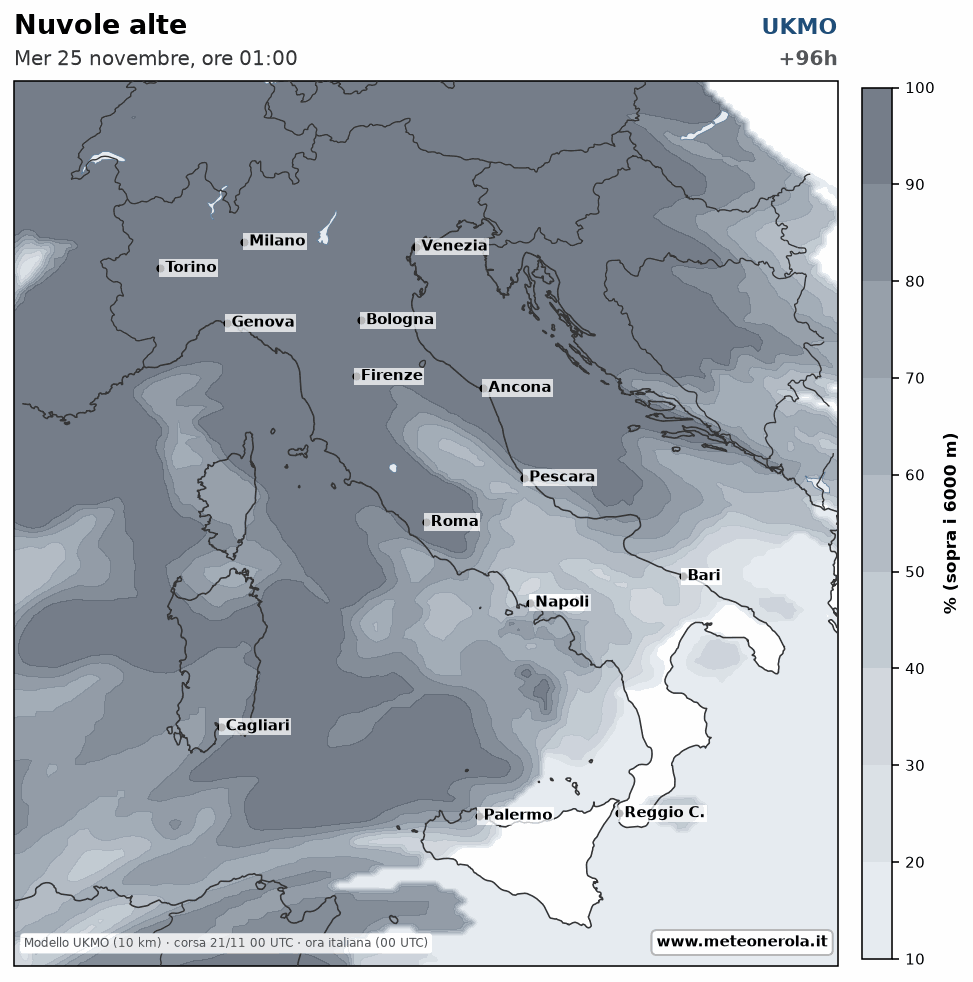 Nuvole alte
UKMO
Mer 25 novembre, ore 01:00
+96h
100
90
80
70
60
50
40
30
20
10
% (sopra i 6000 m)
Milano
Venezia
Torino
Genova
Bologna
Firenze
Ancona
Pescara
Roma
Bari
Napoli
Cagliari
Palermo
Reggio C.
Modello UKMO (10 km) · corsa 21/11 00 UTC · ora italiana (00 UTC)
www.meteonerola.it